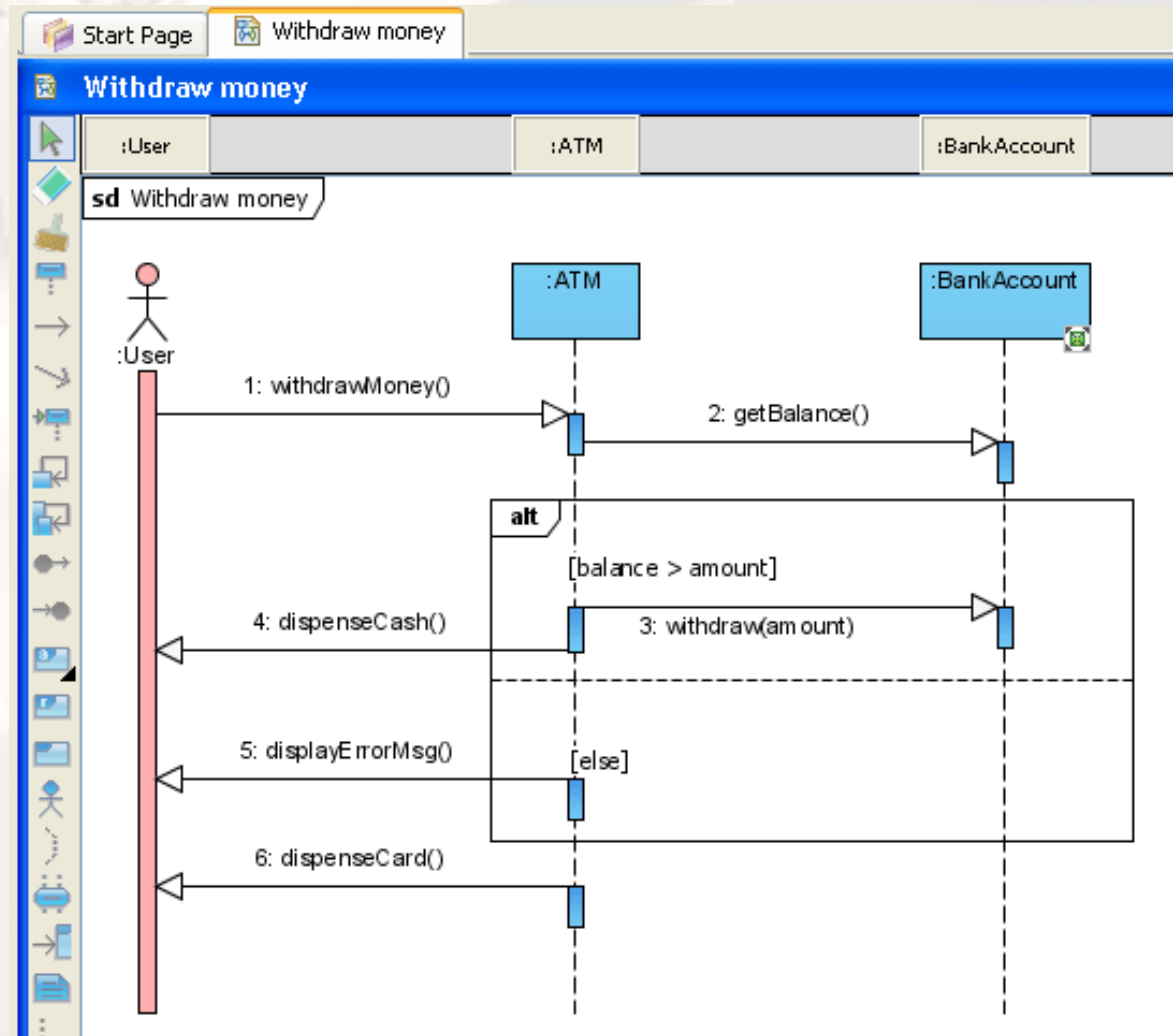 Start Page
Withdraw money
Withdraw money
:User
:ATM
:BankAccount
sd Withdraw money
:ATM
:BankAccount
:User
1: withdrawMoney()
2: getBalance()
alt
[balance > amount]
4: dispenseCash()
3: withdraw(amount)
5: displayErrorMsg()
[else]
6: dispenseCard()